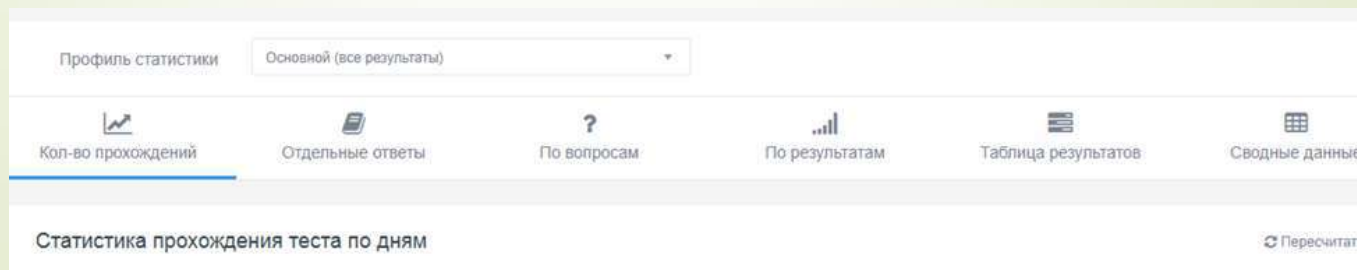 Профиль статистики Основной (все результаты)
?
Кол-во прохождений Отдельные ответы По вопросам По результатам Таблица результатов Сводные данные
Статистика прохождения теста по дням Пересчитат